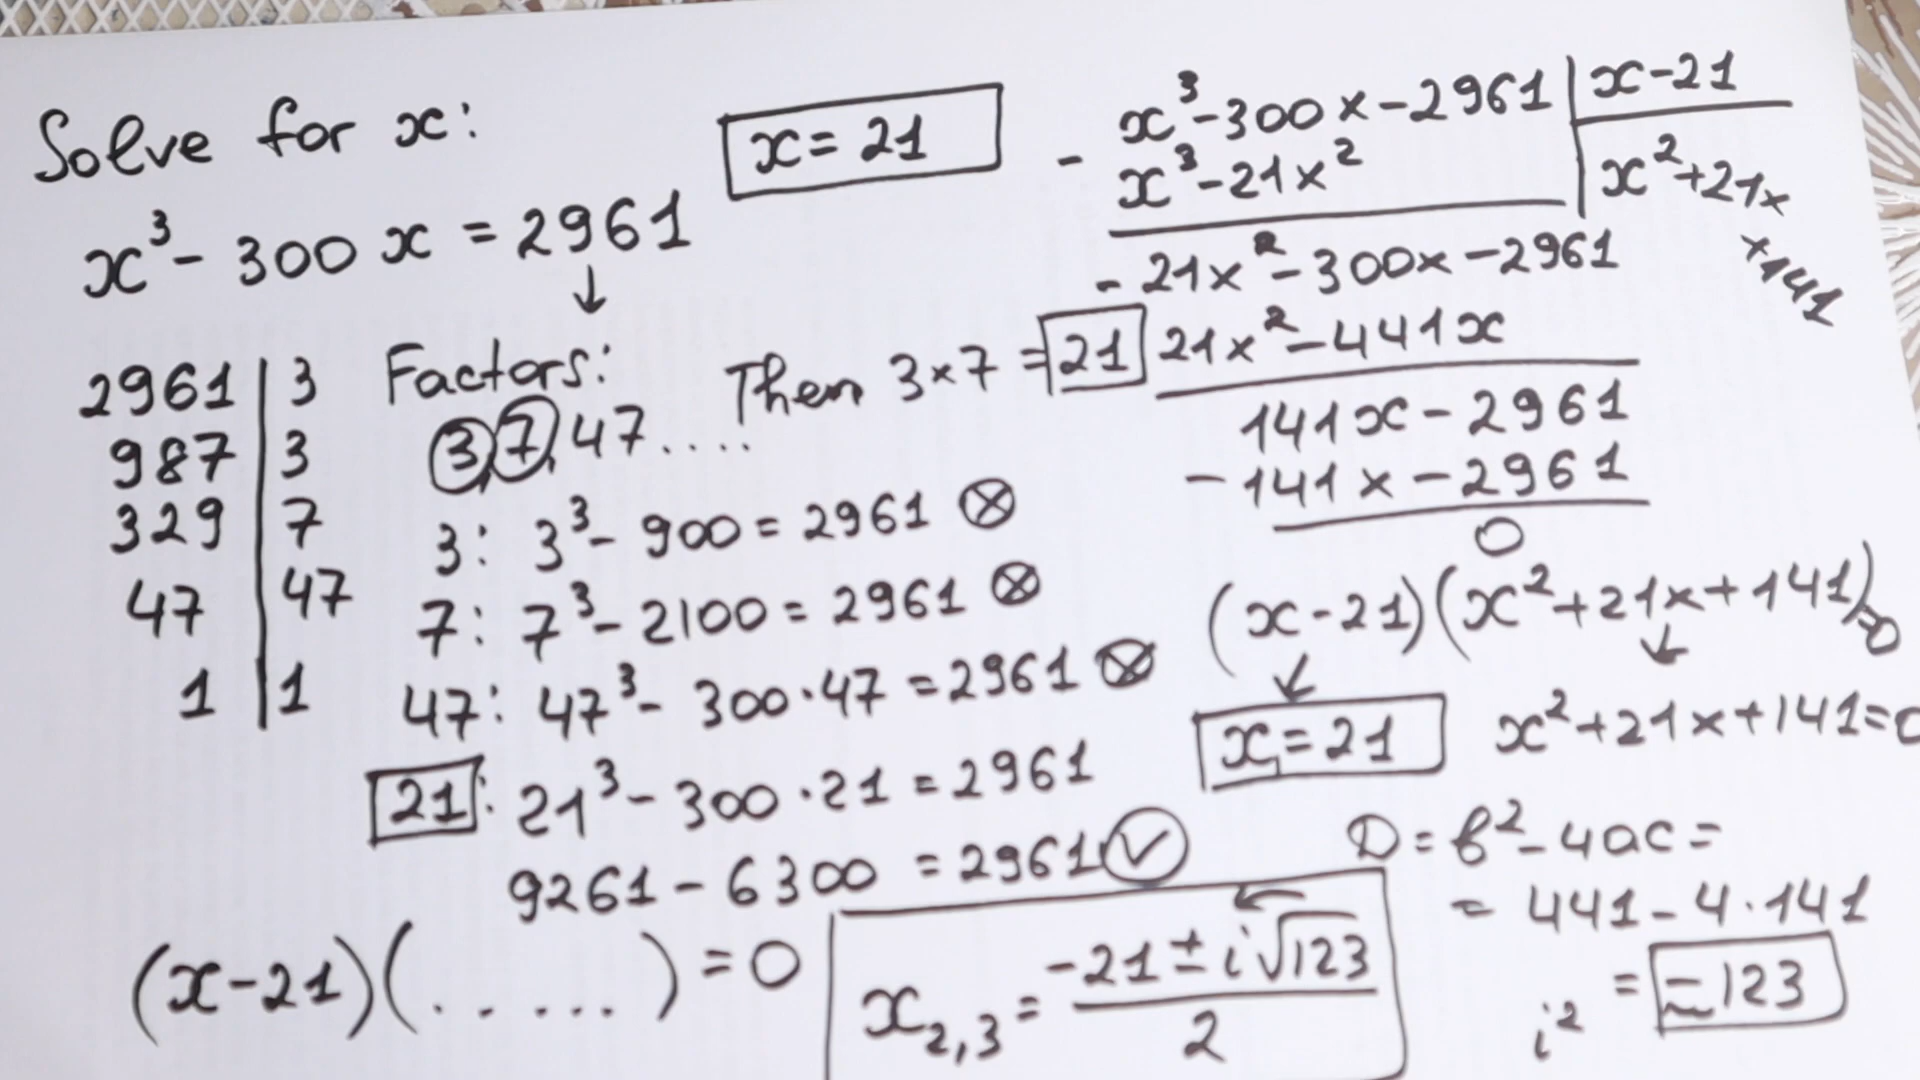 Solve for x:
x³ - 300 x = 2961
↓
2961 | 3
987 | 3
329 | 7
47 | 47
1 | 1
Factors:
3, 7, 47.... Then 3×7 = 21
3: 3³ - 900 = 2961 ⊗
7: 7³ - 2100 = 2961 ⊗
47: 47³ - 300·47 = 2961 ⊗
21: 21³ - 300·21 = 2961
9261 - 6300 = 2961 ✓
(x-21)(.....) = 0
x = 21
x³ - 300x - 2961 | x-21
- x³ - 21x² | x² + 21x
+141
21x² - 300x - 2961
- 21x² - 441x
141x - 2961
- 141x - 2961
0
(x-21)(x² + 21x + 141) = 0
↓ ↓
x₁ = 21 x² + 21x + 141 = 0
D = b² - 4ac =
= 441 - 4·141
= -123
i²
x₂,₃ = (-21 ± i√123)/2